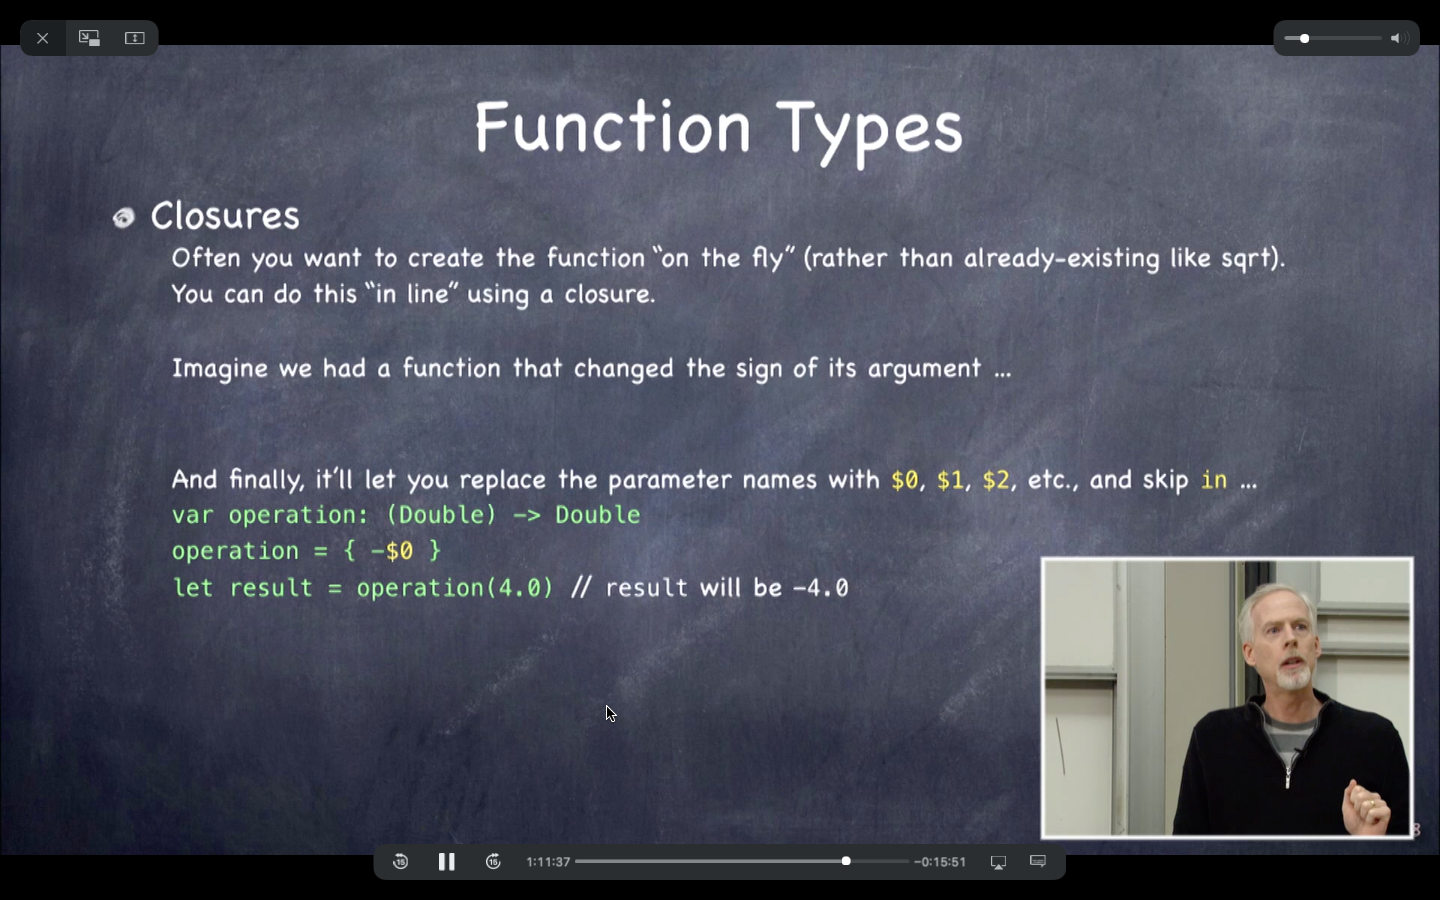 Function Types
Closures
Often you want to create the function “on the fly” (rather than already-existing like sqrt).
You can do this “in line” using a closure.
Imagine we had a function that changed the sign of its argument ...
And finally, it’ll let you replace the parameter names with $0, $1, $2, etc., and skip in ...
var operation: (Double) -> Double
operation = { -$0 }
let result = operation(4.0) // result will be -4.0
8
15
15
1:11:37
-0:15:51